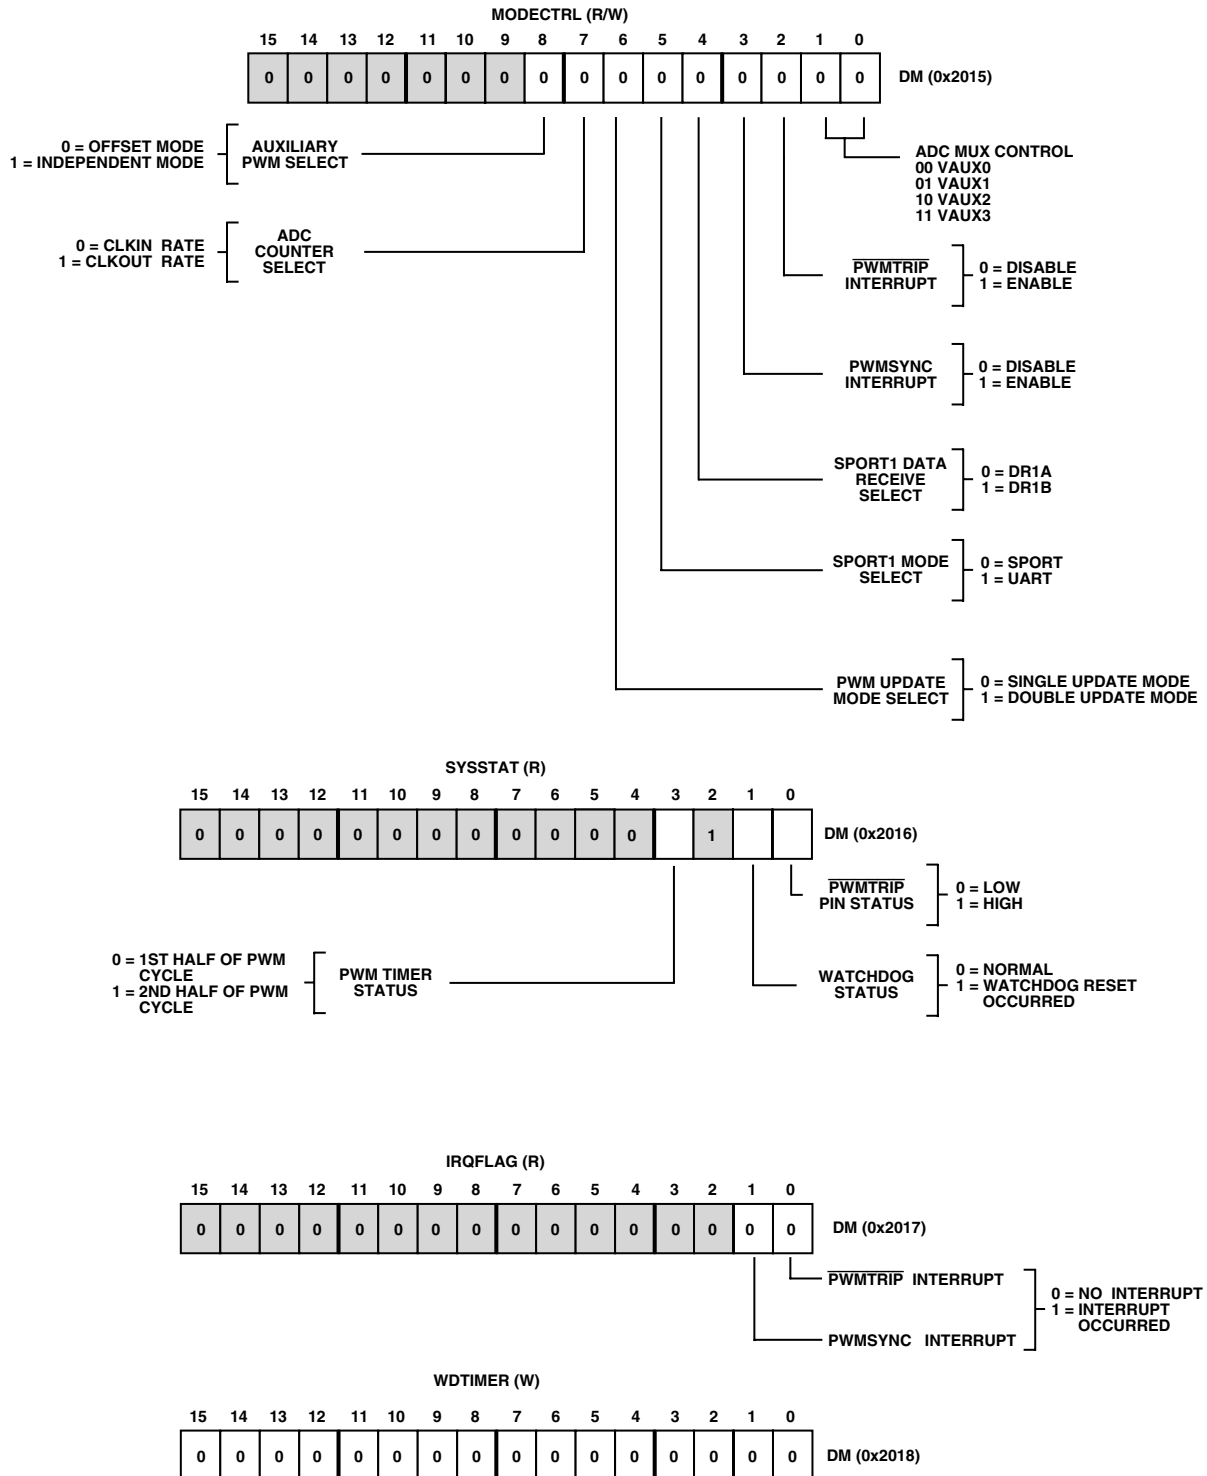 MODECTRL (R/W)
15 14 13 12 11 10 9 8 7 6 5 4 3 2 1 0
0 0 0 0 0 0 0 0 0 0 0 0 0 0 0 0 DM (0x2015)
0 = OFFSET MODE
1 = INDEPENDENT MODE
AUXILIARY
PWM SELECT
ADC MUX CONTROL
00 VAUX0
01 VAUX1
10 VAUX2
11 VAUX3
0 = CLKIN RATE
1 = CLKOUT RATE
ADC
COUNTER
SELECT
PWMTRIP
INTERRUPT
0 = DISABLE
1 = ENABLE
PWMSYNC
INTERRUPT
0 = DISABLE
1 = ENABLE
SPORT1 DATA
RECEIVE
SELECT
0 = DR1A
1 = DR1B
SPORT1 MODE
SELECT
0 = SPORT
1 = UART
PWM UPDATE
MODE SELECT
0 = SINGLE UPDATE MODE
1 = DOUBLE UPDATE MODE
SYSSTAT (R)
15 14 13 12 11 10 9 8 7 6 5 4 3 2 1 0
0 0 0 0 0 0 0 0 0 0 0 0 1 DM (0x2016)
PWMTRIP
PIN STATUS
0 = LOW
1 = HIGH
0 = 1ST HALF OF PWM
CYCLE
1 = 2ND HALF OF PWM
CYCLE
PWM TIMER
STATUS
WATCHDOG
STATUS
0 = NORMAL
1 = WATCHDOG RESET
OCCURRED
IRQFLAG (R)
15 14 13 12 11 10 9 8 7 6 5 4 3 2 1 0
0 0 0 0 0 0 0 0 0 0 0 0 0 0 0 0 DM (0x2017)
PWMTRIP INTERRUPT
PWMSYNC INTERRUPT
0 = NO INTERRUPT
1 = INTERRUPT
OCCURRED
WDTIMER (W)
15 14 13 12 11 10 9 8 7 6 5 4 3 2 1 0
0 0 0 0 0 0 0 0 0 0 0 0 0 0 0 0 DM (0x2018)